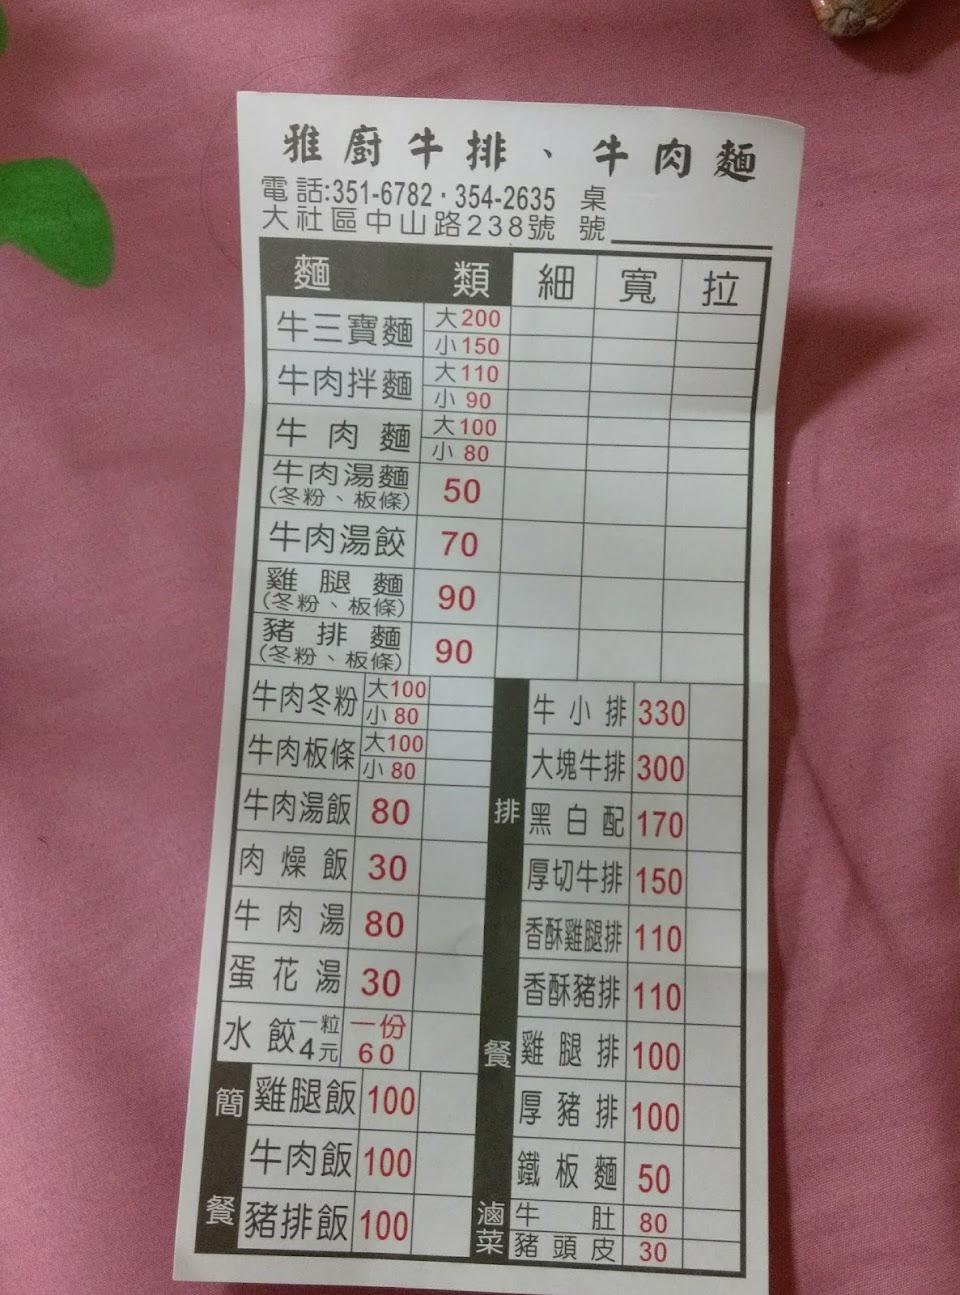 雅廚牛排、牛肉麵
電話:351-6782·354-2635 桌
大社區中山路238號 號
麵類 細 寬 拉
牛三寶麵 大200
小150
牛肉拌麵 大110
小90
牛肉麵 大100
小80
牛肉湯麵 50
(冬粉、板條)
牛肉湯餃 70
雞腿麵 90
(冬粉、板條)
豬排麵 90
(冬粉、板條)
牛肉冬粉 大100
小80
牛肉板條 大100
小80
牛肉湯飯 80
肉燥飯 30
牛肉湯 80
蛋花湯 30
水餃 一粒4元 一份60
簡餐
雞腿飯 100
牛肉飯 100
豬排飯 100
排餐
牛小排 330
大塊牛排 300
黑白配 170
厚切牛排 150
香酥雞腿排 110
香酥豬排 110
雞腿排 100
厚豬排 100
鐵板麵 50
滷菜
牛肚 80
豬頭皮 30